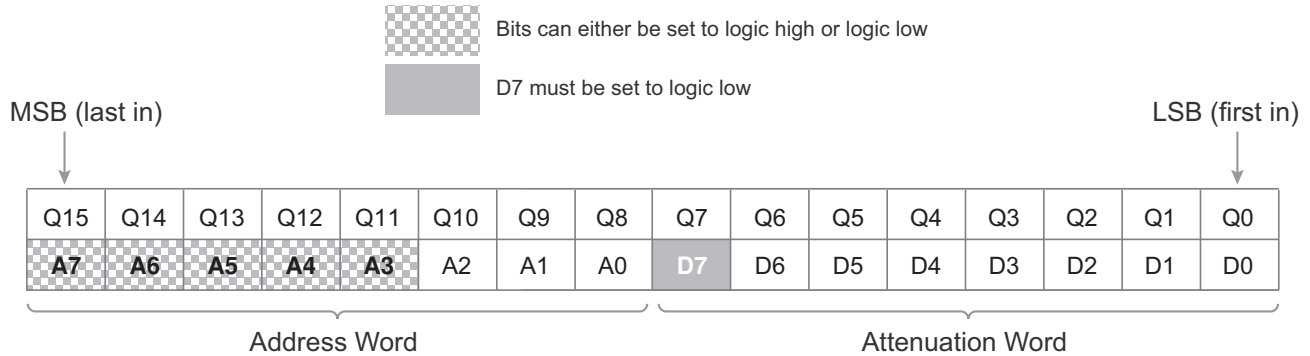 Bits can either be set to logic high or logic low
D7 must be set to logic low
MSB (last in)
LSB (first in)
Q15 Q14 Q13 Q12 Q11 Q10 Q9 Q8 Q7 Q6 Q5 Q4 Q3 Q2 Q1 Q0
A7 A6 A5 A4 A3 A2 A1 A0 D7 D6 D5 D4 D3 D2 D1 D0
Address Word
Attenuation Word